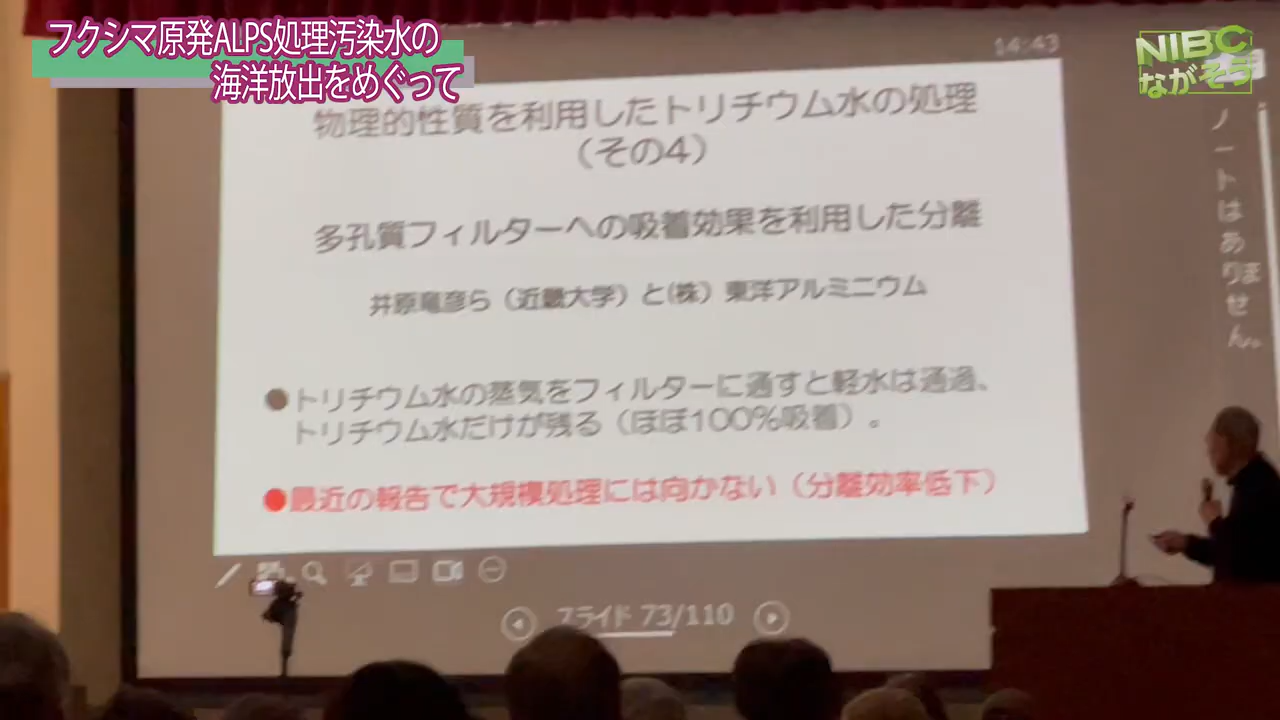 フクシマ原発ALPS処理汚染水の
海洋放出をめぐって
NIBC
ながそう
14:43
物理的性質を利用したトリチウム水の処理
（その4）
多孔質フィルターへの吸着効果を利用した分離
井原竜彦ら（近畿大学）と(株）東洋アルミニウム
●トリチウム水の蒸気をフィルターに通すと軽水は通過、
トリチウム水だけが残る（ほぼ100%吸着）。
●最近の報告で大規模処理には向かない（分離効率低下）
スライド 73/110
ノートはありません。